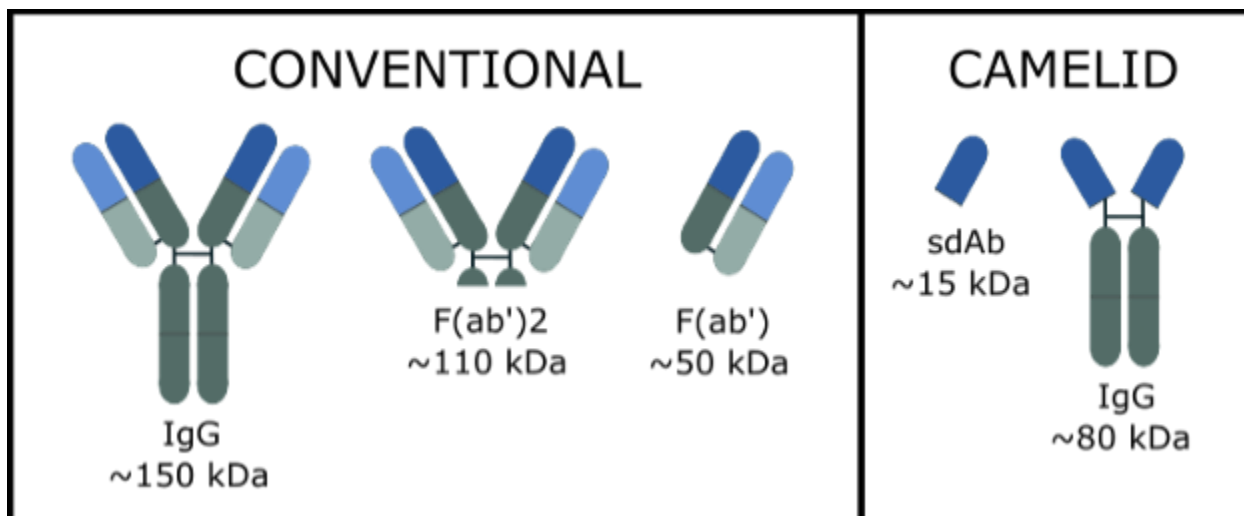 CONVENTIONAL
IgG
~150 kDa
F(ab')2
~110 kDa
F(ab')
~50 kDa
CAMELID
sdAb
~15 kDa
IgG
~80 kDa